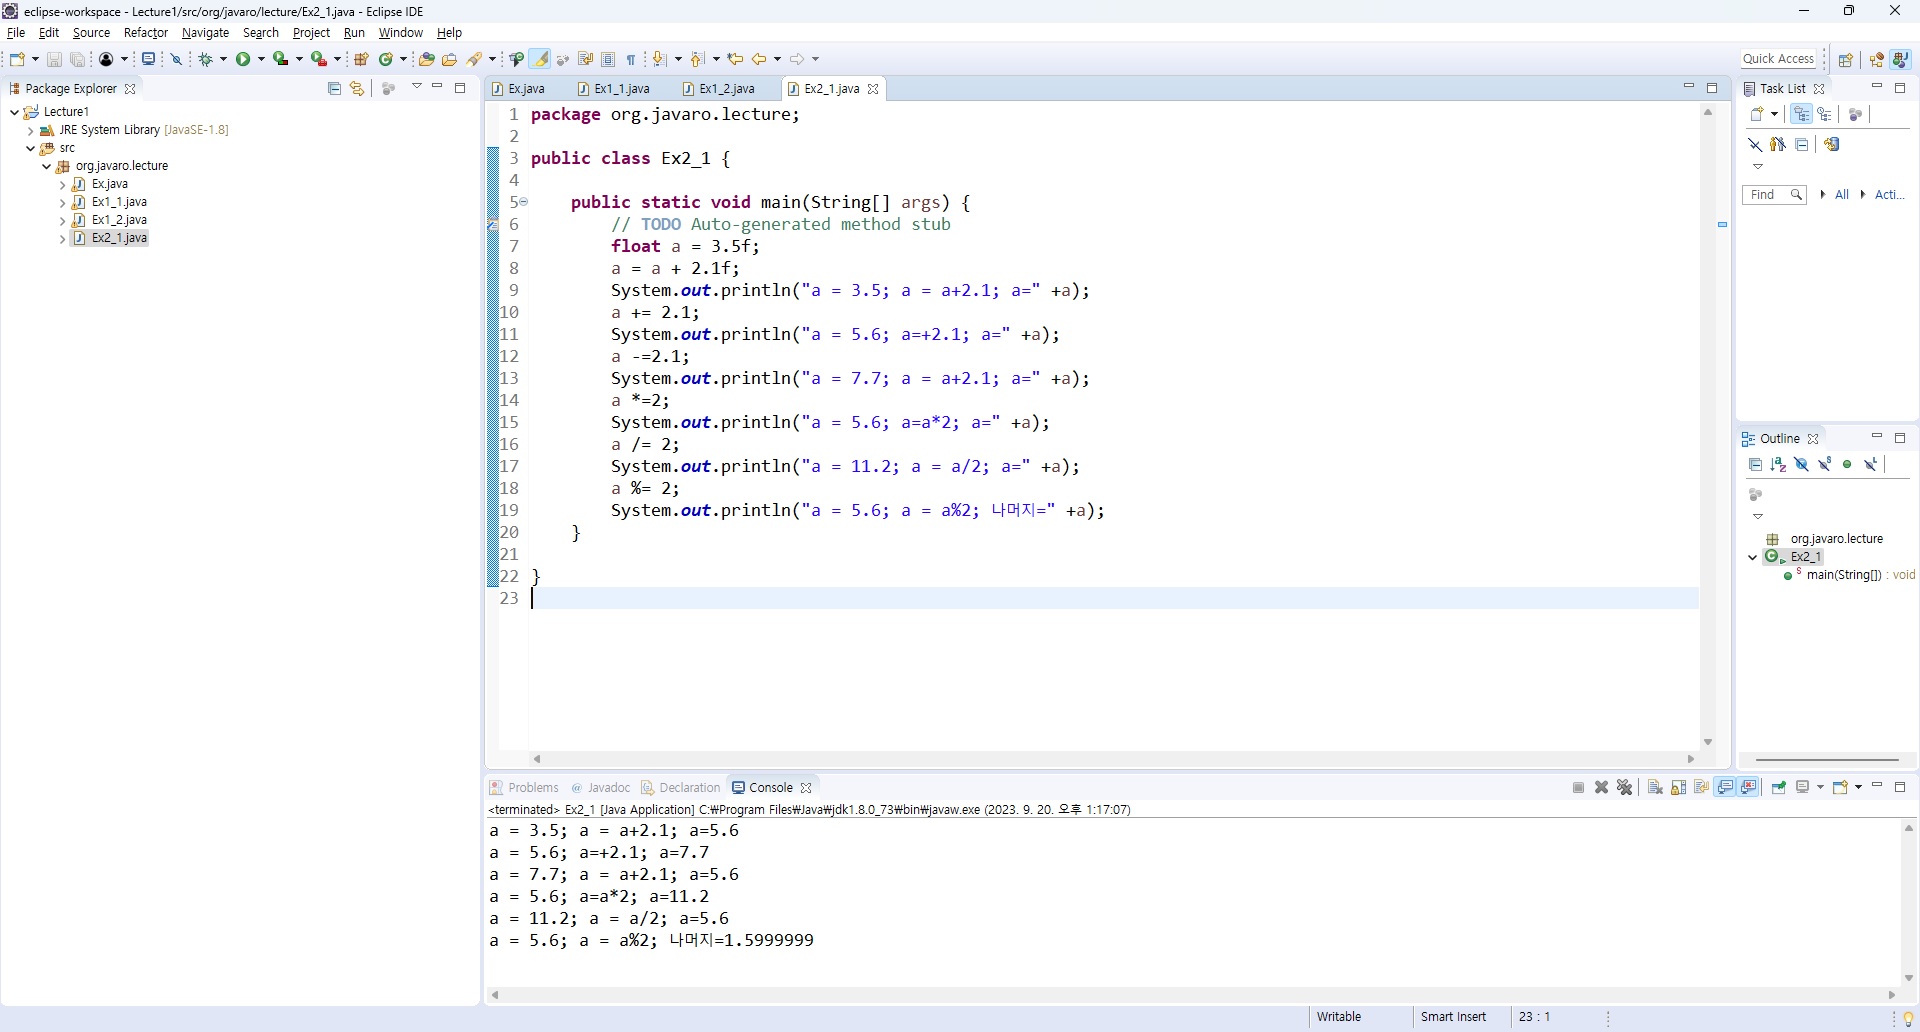 eclipse-workspace - Lecture1/src/org/javaro/lecture/Ex2_1.java - Eclipse IDE
File Edit Source Refactor Navigate Search Project Run Window Help
Quick Access
Package Explorer
Lecture1
JRE System Library [JavaSE-1.8]
src
org.javaro.lecture
Ex.java
Ex1_1.java
Ex1_2.java
Ex2_1.java
Ex.java Ex1_1.java Ex1_2.java Ex2_1.java
1 package org.javaro.lecture;
2
3 public class Ex2_1 {
4
5 public static void main(String[] args) {
6 // TODO Auto-generated method stub
7 float a = 3.5f;
8 a = a + 2.1f;
9 System.out.println("a = 3.5; a = a+2.1; a=" +a);
10 a += 2.1;
11 System.out.println("a = 5.6; a=+2.1; a=" +a);
12 a -=2.1;
13 System.out.println("a = 7.7; a = a+2.1; a=" +a);
14 a *=2;
15 System.out.println("a = 5.6; a=a*2; a=" +a);
16 a /= 2;
17 System.out.println("a = 11.2; a = a/2; a=" +a);
18 a %= 2;
19 System.out.println("a = 5.6; a = a%2; 나머지=" +a);
20 }
21
22 }
23
Task List
Find All Acti...
Outline
org.javaro.lecture
Ex2_1
main(String[]) : void
Problems @ Javadoc Declaration Console
<terminated> Ex2_1 [Java Application] C:₩Program Files₩Java₩jdk1.8.0_73₩bin₩javaw.exe (2023. 9. 20. 오후 1:17:07)
a = 3.5; a = a+2.1; a=5.6
a = 5.6; a=+2.1; a=7.7
a = 7.7; a = a+2.1; a=5.6
a = 5.6; a=a*2; a=11.2
a = 11.2; a = a/2; a=5.6
a = 5.6; a = a%2; 나머지=1.5999999
Writable Smart Insert 23 : 1